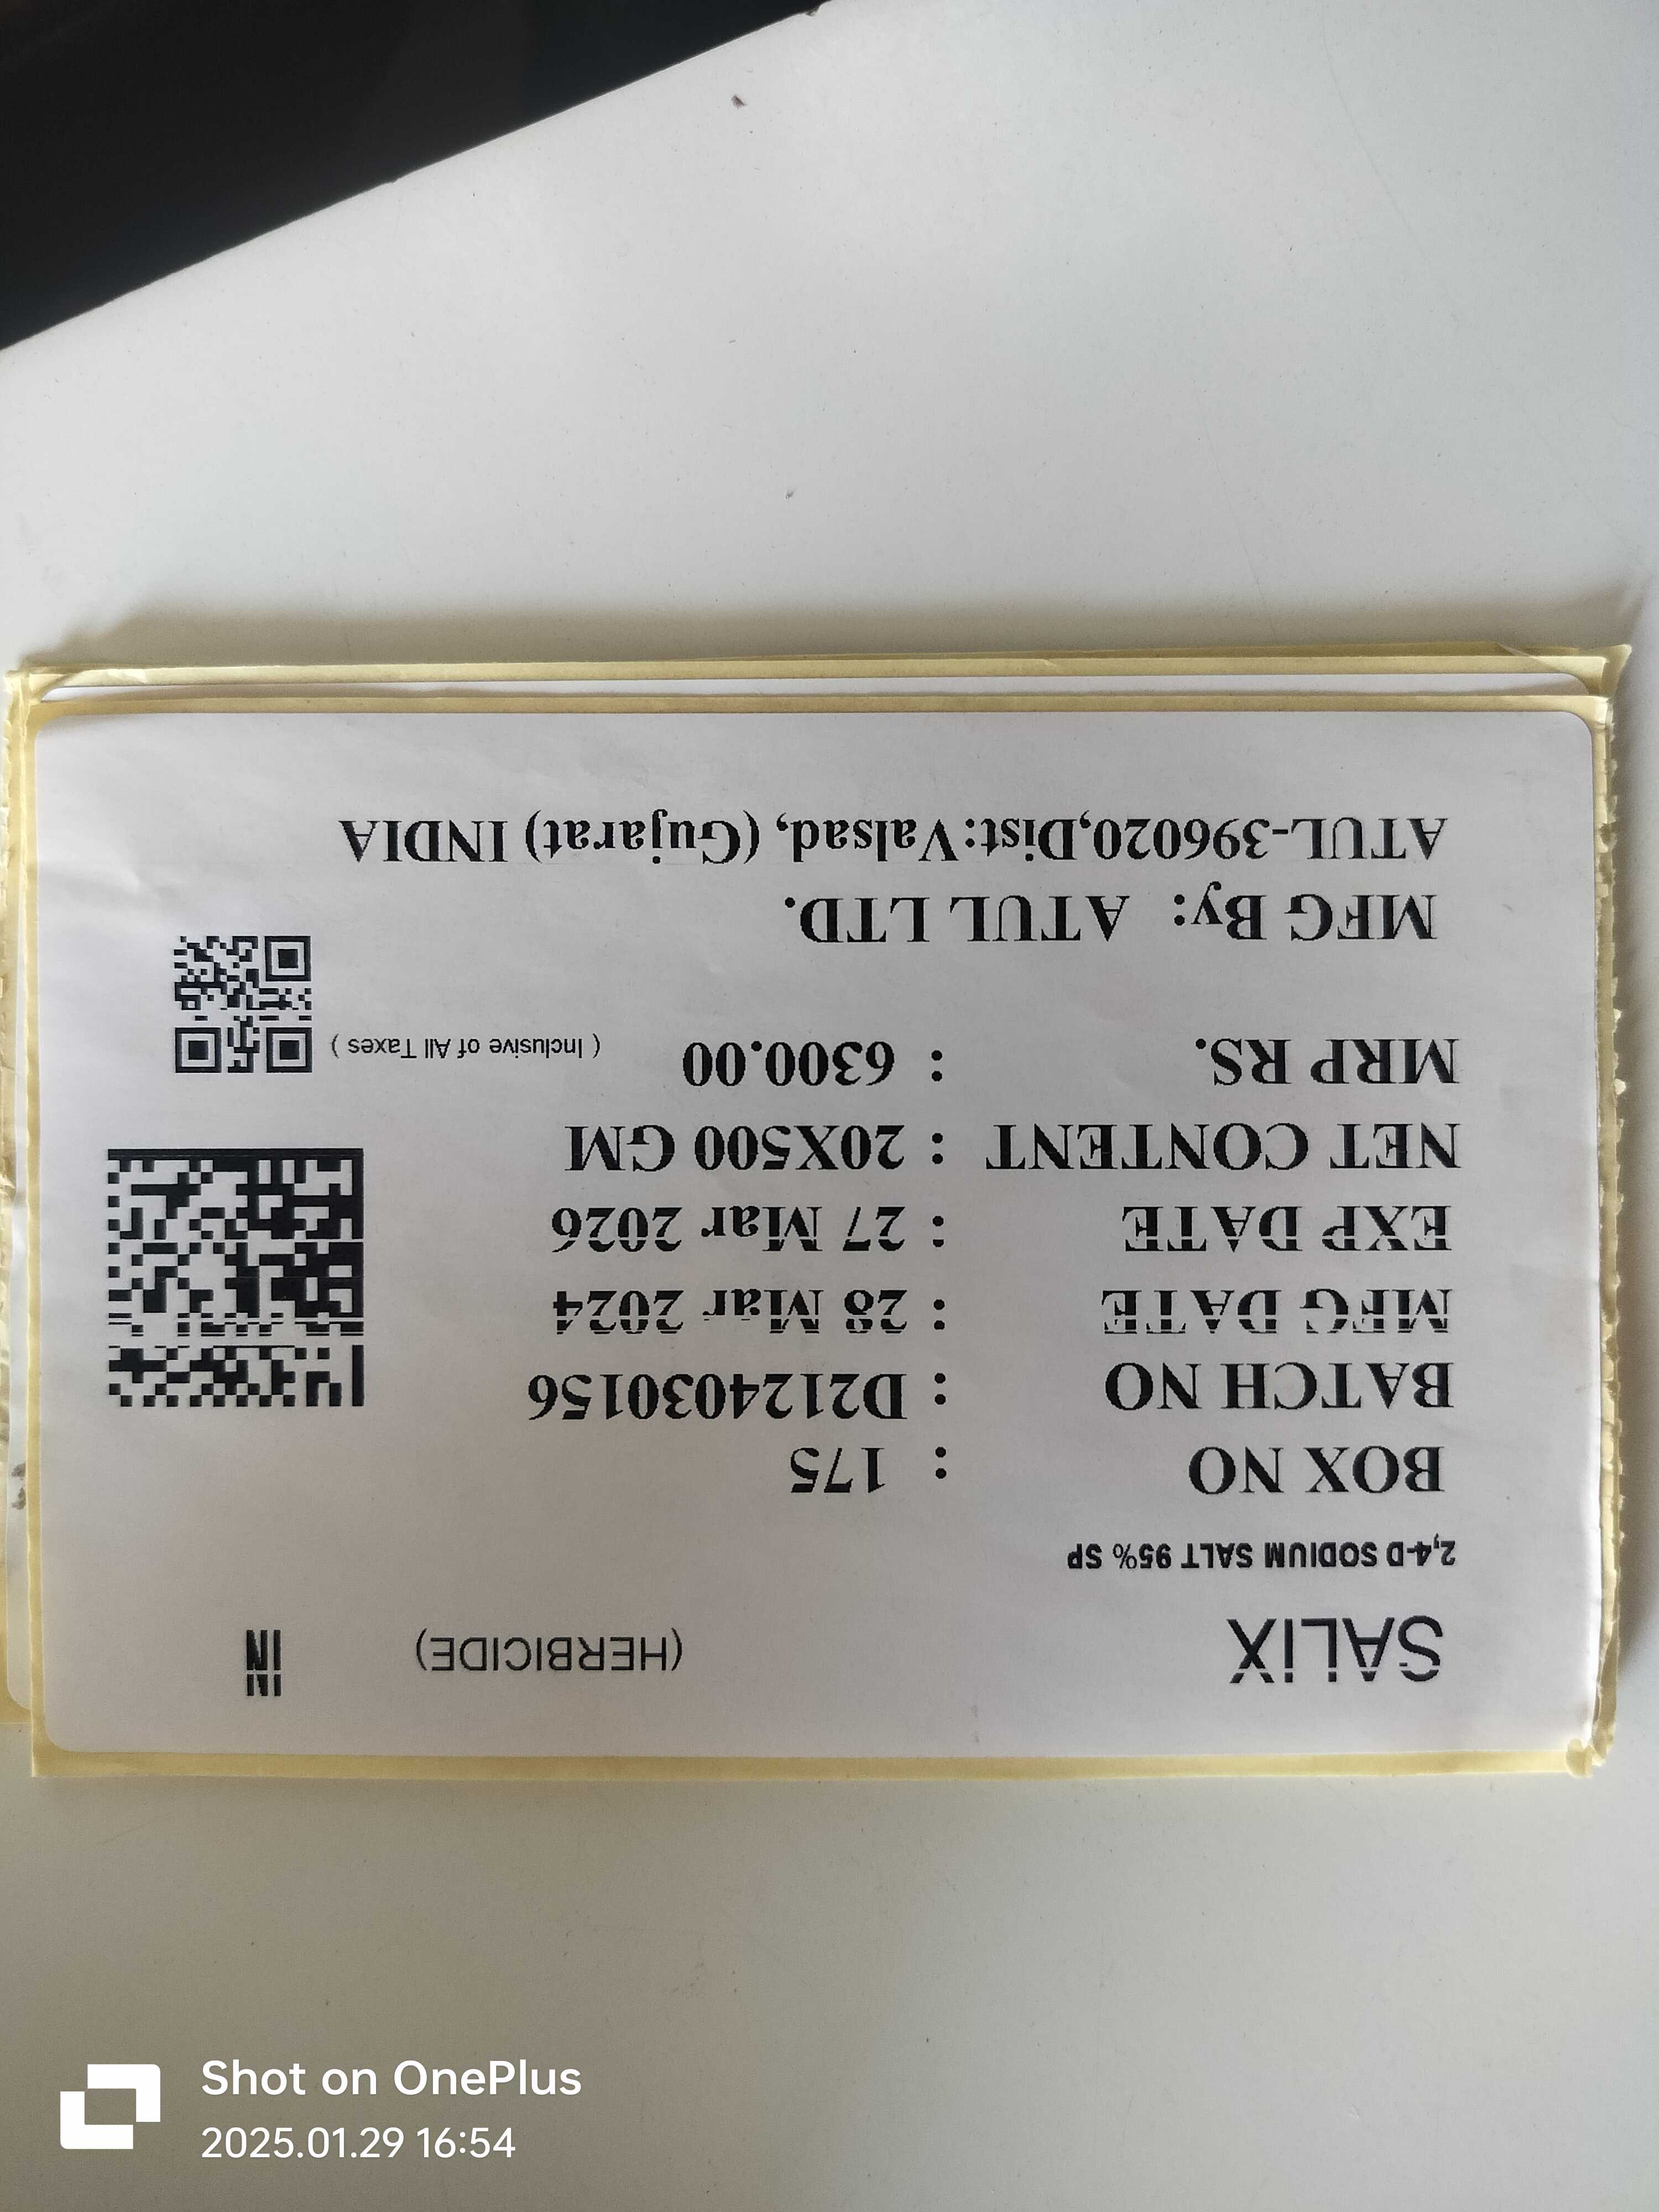 SALIX (HERBICIDE) IN
2,4-D SODIUM SALT 95% SP
BOX NO : 175
BATCH NO : D2124030156
MFG DATE : 28 Mar 2024
EXP DATE : 27 Mar 2026
NET CONTENT : 20X500 GM
MRP RS. : 6300.00 ( Inclusive of All Taxes )
MFG By: ATUL LTD.
ATUL-396020,Dist:Valsad, (Gujarat) INDIA
Shot on OnePlus
2025.01.29 16:54